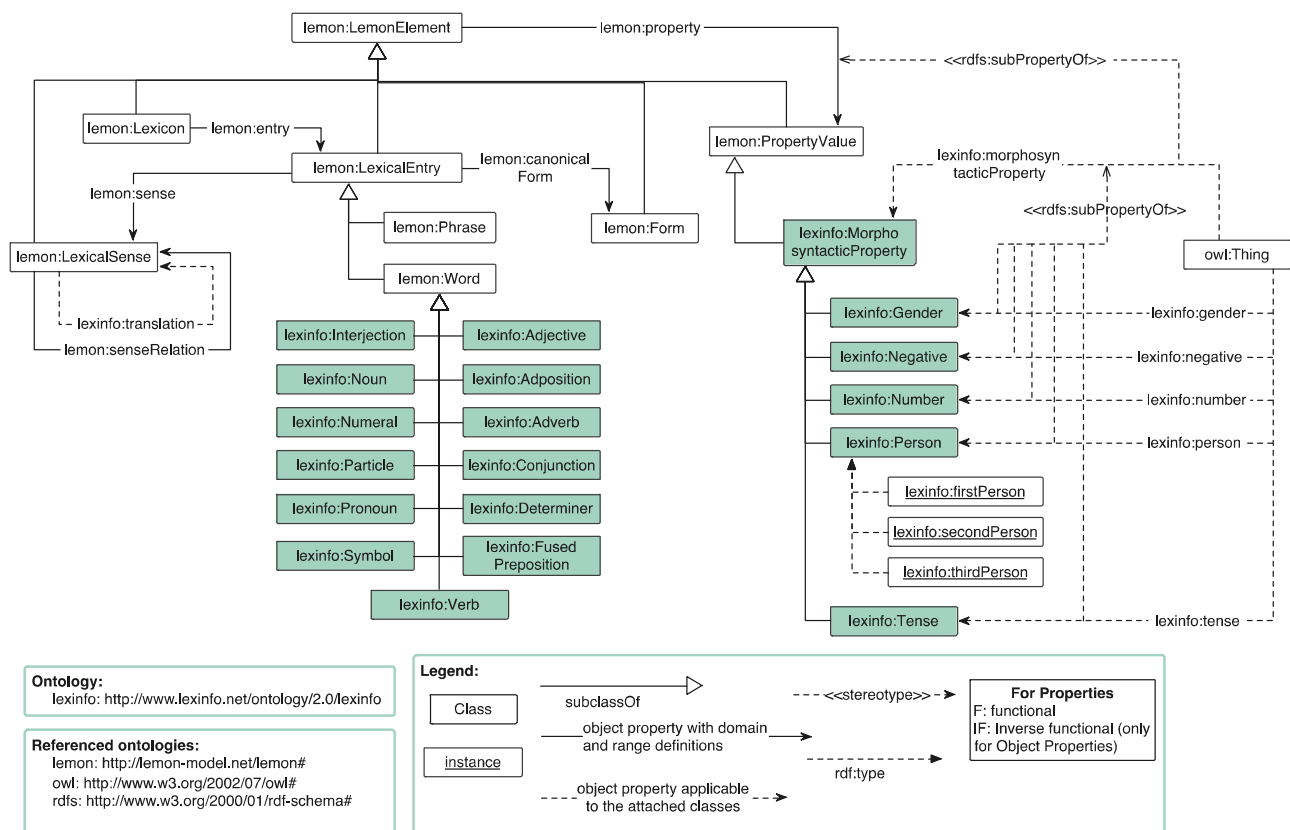 lemon:LemonElement
lemon:property
<<rdfs:subPropertyOf>>
lemon:Lexicon
lemon:entry
lemon:PropertyValue
lemon:LexicalEntry
lemon:canonical
Form
lexinfo:morphosyn
tacticProperty
lemon:sense
<<rdfs:subPropertyOf>>
lemon:Phrase
lemon:Form
lexinfo:Morpho
syntacticProperty
lemon:LexicalSense
owl:Thing
lemon:Word
lexinfo:translation
lemon:senseRelation
lexinfo:Gender
lexinfo:gender
lexinfo:Interjection
lexinfo:Adjective
lexinfo:Negative
lexinfo:negative
lexinfo:Noun
lexinfo:Adposition
lexinfo:Number
lexinfo:number
lexinfo:Numeral
lexinfo:Adverb
lexinfo:Person
lexinfo:person
lexinfo:Particle
lexinfo:Conjunction
lexinfo:firstPerson
lexinfo:Pronoun
lexinfo:Determiner
lexinfo:secondPerson
lexinfo:Symbol
lexinfo:Fused
Preposition
lexinfo:thirdPerson
lexinfo:Verb
lexinfo:Tense
lexinfo:tense
Ontology:
lexinfo: http://www.lexinfo.net/ontology/2.0/lexinfo
Referenced ontologies:
lemon: http://lemon-model.net/lemon#
owl: http://www.w3.org/2002/07/owl#
rdfs: http://www.w3.org/2000/01/rdf-schema#
Legend:
Class
instance
subclassOf
object property with domain
and range definitions
object property applicable
to the attached classes
<<stereotype>>
rdf:type
For Properties
F: functional
IF: Inverse functional (only
for Object Properties)